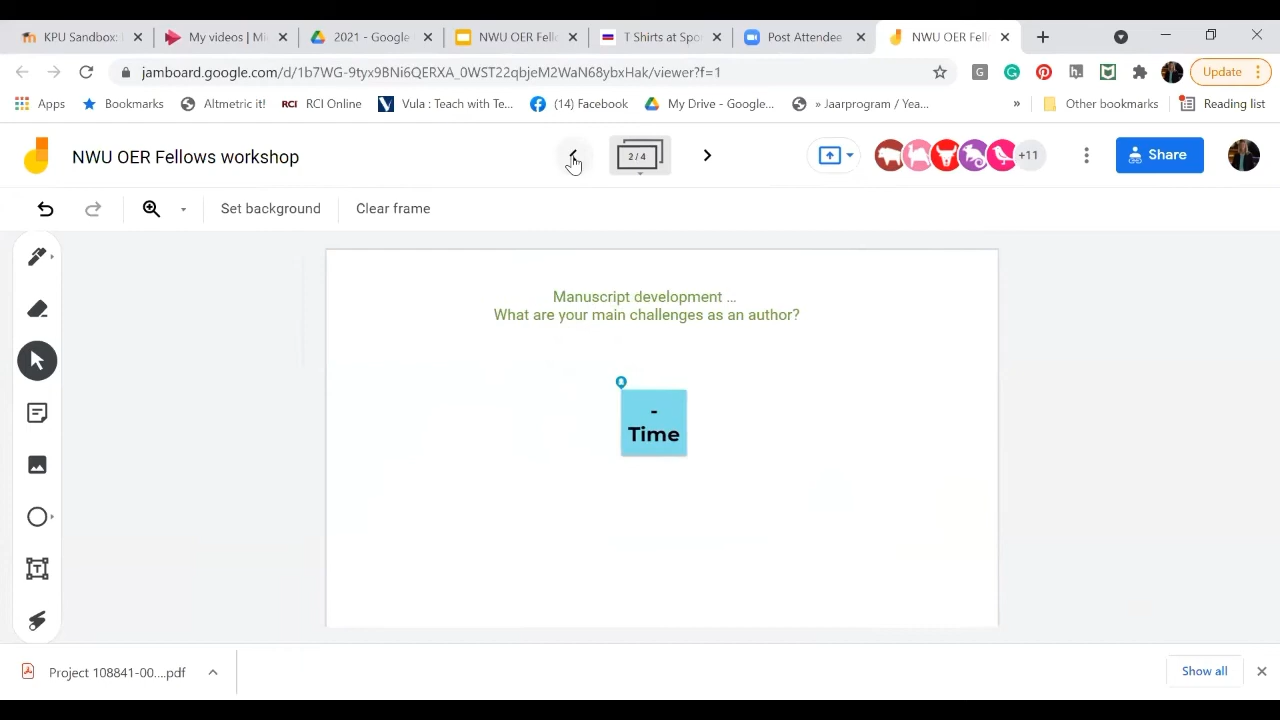 KPU Sandbox:
My videos | Mi
2021 - Google
NWU OER Fell
T Shirts at Spo
Post Attendee
NWU OER Fell
jamboard.google.com/d/1b7WG-9tyx9BNi6QERXA_0WST22qbjeM2WaN68ybxHak/viewer?f=1
Update
Apps
Bookmarks
Altmetric it!
RCI
RCI Online
Vula : Teach with Te...
(14) Facebook
My Drive - Google...
» Jaarprogram / Yea...
»
Other bookmarks
Reading list
NWU OER Fellows workshop
2 / 4
+11
Share
Set background
Clear frame
Manuscript development ...
What are your main challenges as an author?
-
Time
Project 108841-00....pdf
Show all